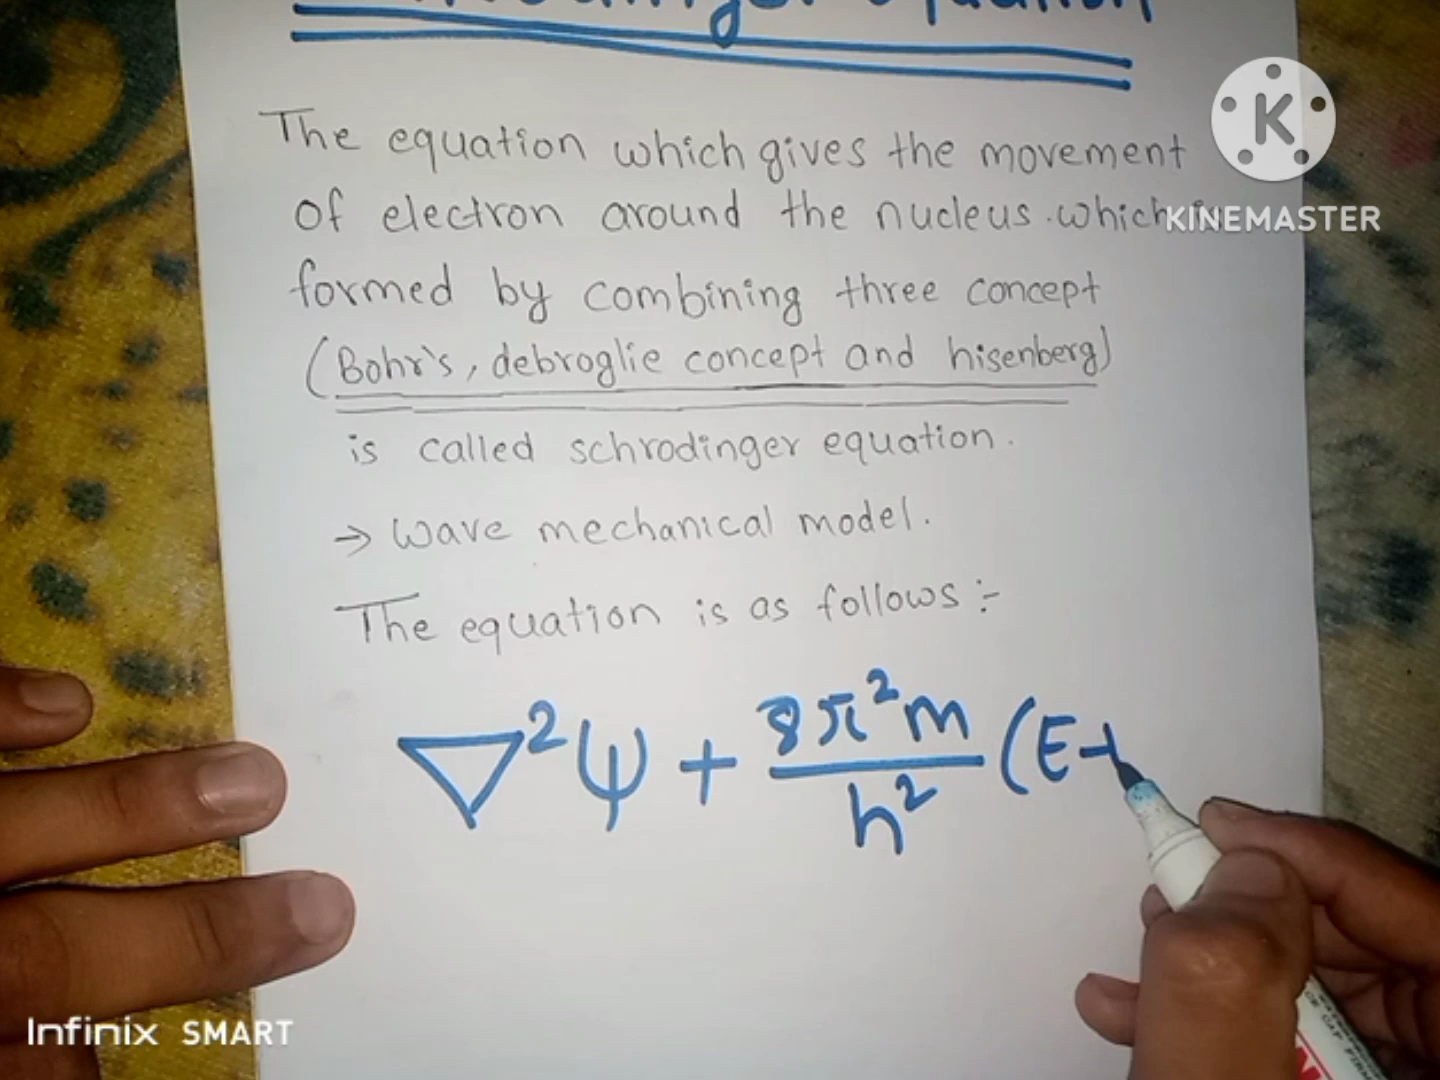 equation
The equation which gives the movement
of electron around the nucleus. which
KINEMASTER
formed by combining three concept
(Bohr's, debroglie concept and hisenberg)
is called schrodinger equation.
→ Wave mechanical model.
The equation is as follows :-
∇²ψ + 8π²m/h² (E-
Infinix SMART